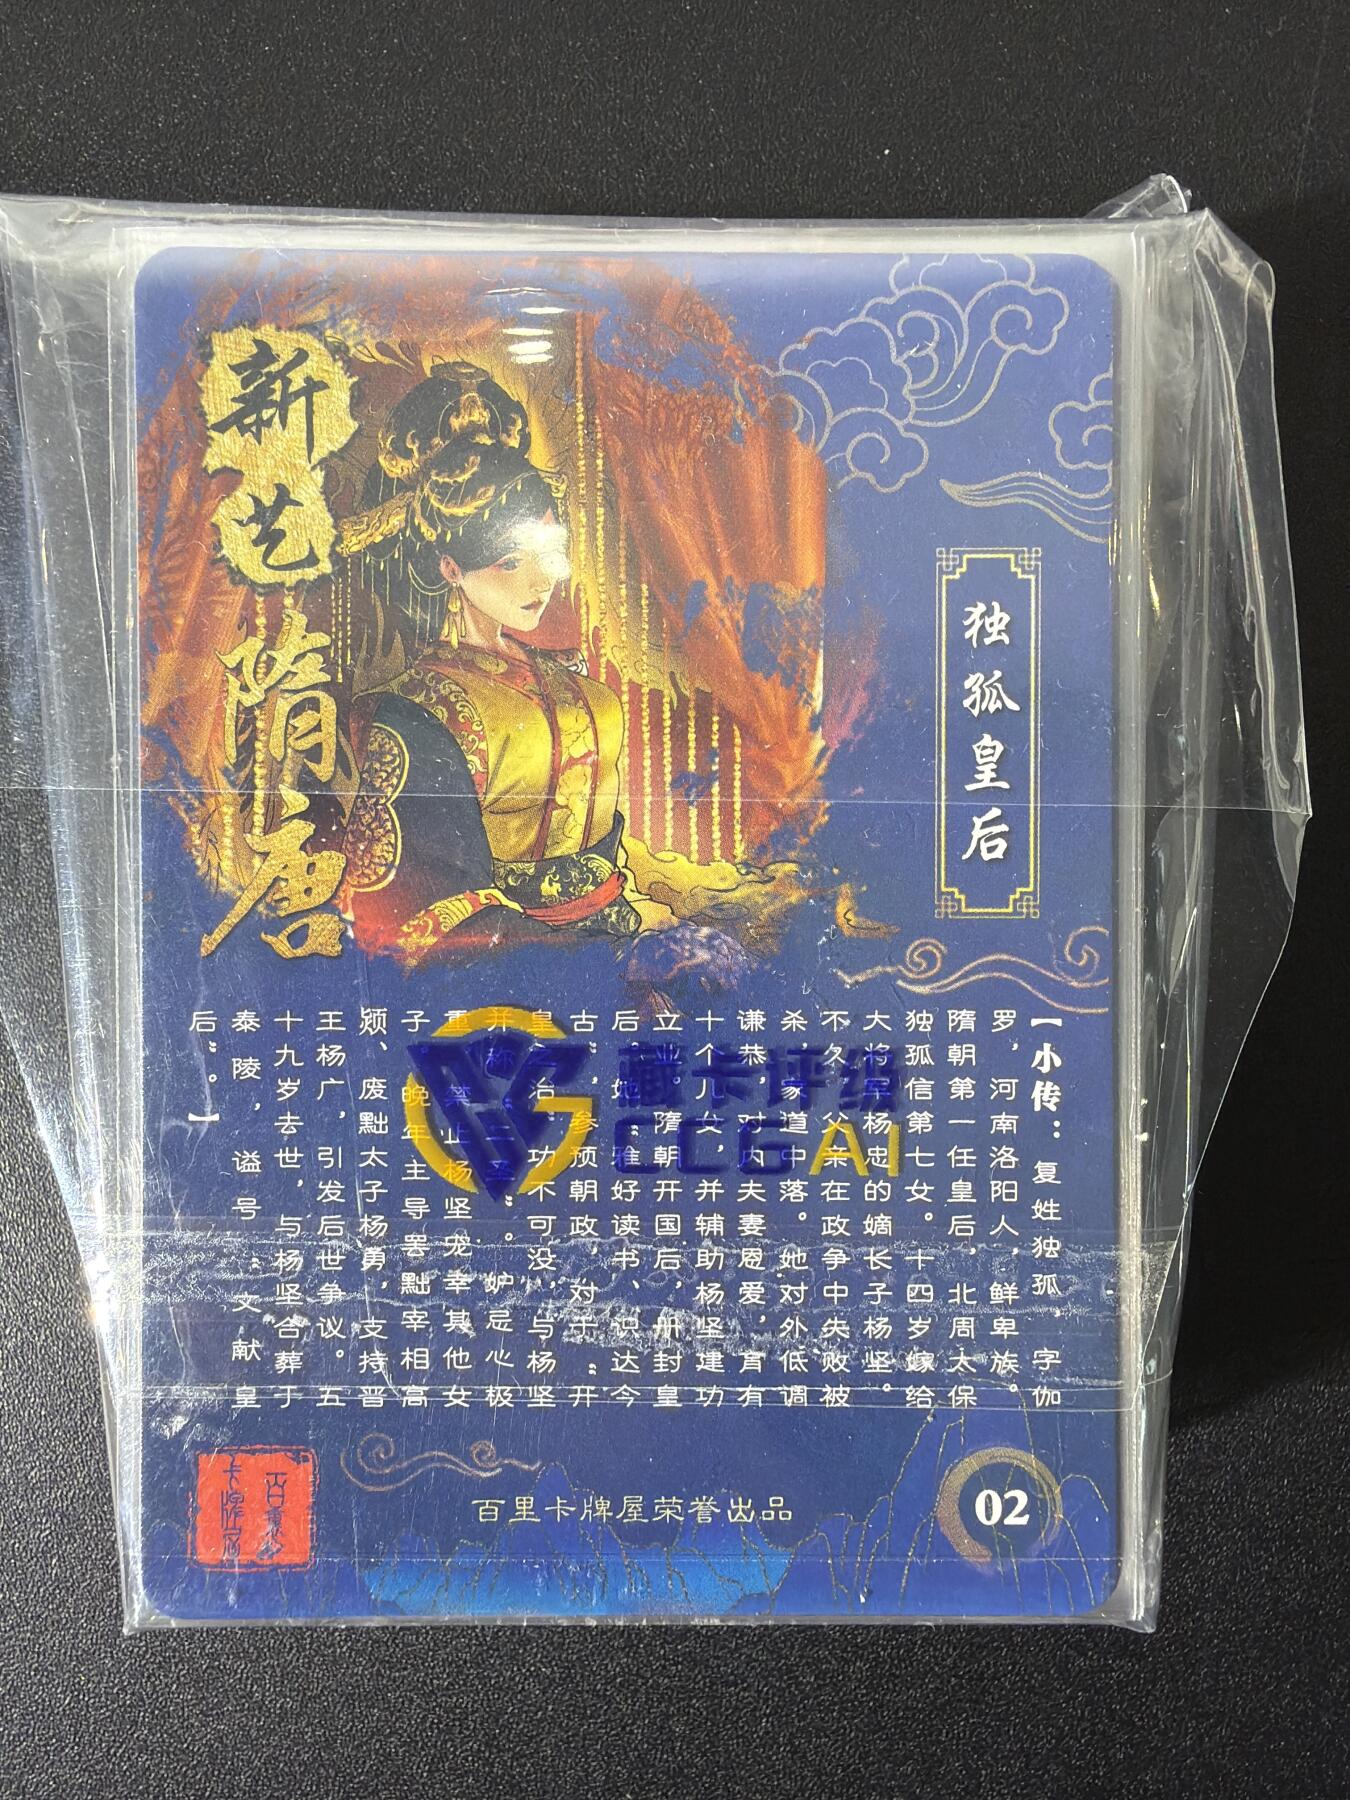 新艺
隋唐
独孤皇后
【小传：复姓独孤，字伽
罗，河南洛阳人，鲜卑族。
隋朝第一任皇后，北周太保
独孤信第七女。十四岁嫁给
大将军杨忠的嫡长子杨坚。
不久，父亲在政争中失败被
杀，家道中落。她对外低调
谦恭，对内夫妻恩爱，育有
十个儿女，并辅助杨坚建功
立业。隋朝开国后，册封皇
后。她“雅好读书、识达今
古”，参预朝政，对于“开
皇之治”功不可没，与杨坚
并称“二圣”。妒忌心极
重，禁止杨坚宠幸其他女
子。晚年主导罢黜宰相高
颎、废黜太子杨勇，支持晋
王杨广，引发后世争议。五
十九岁去世，与杨坚合葬于
泰陵，谥号“文献皇
后”。】
藏卡评级
CCGAI
百里卡牌屋荣誉出品
02